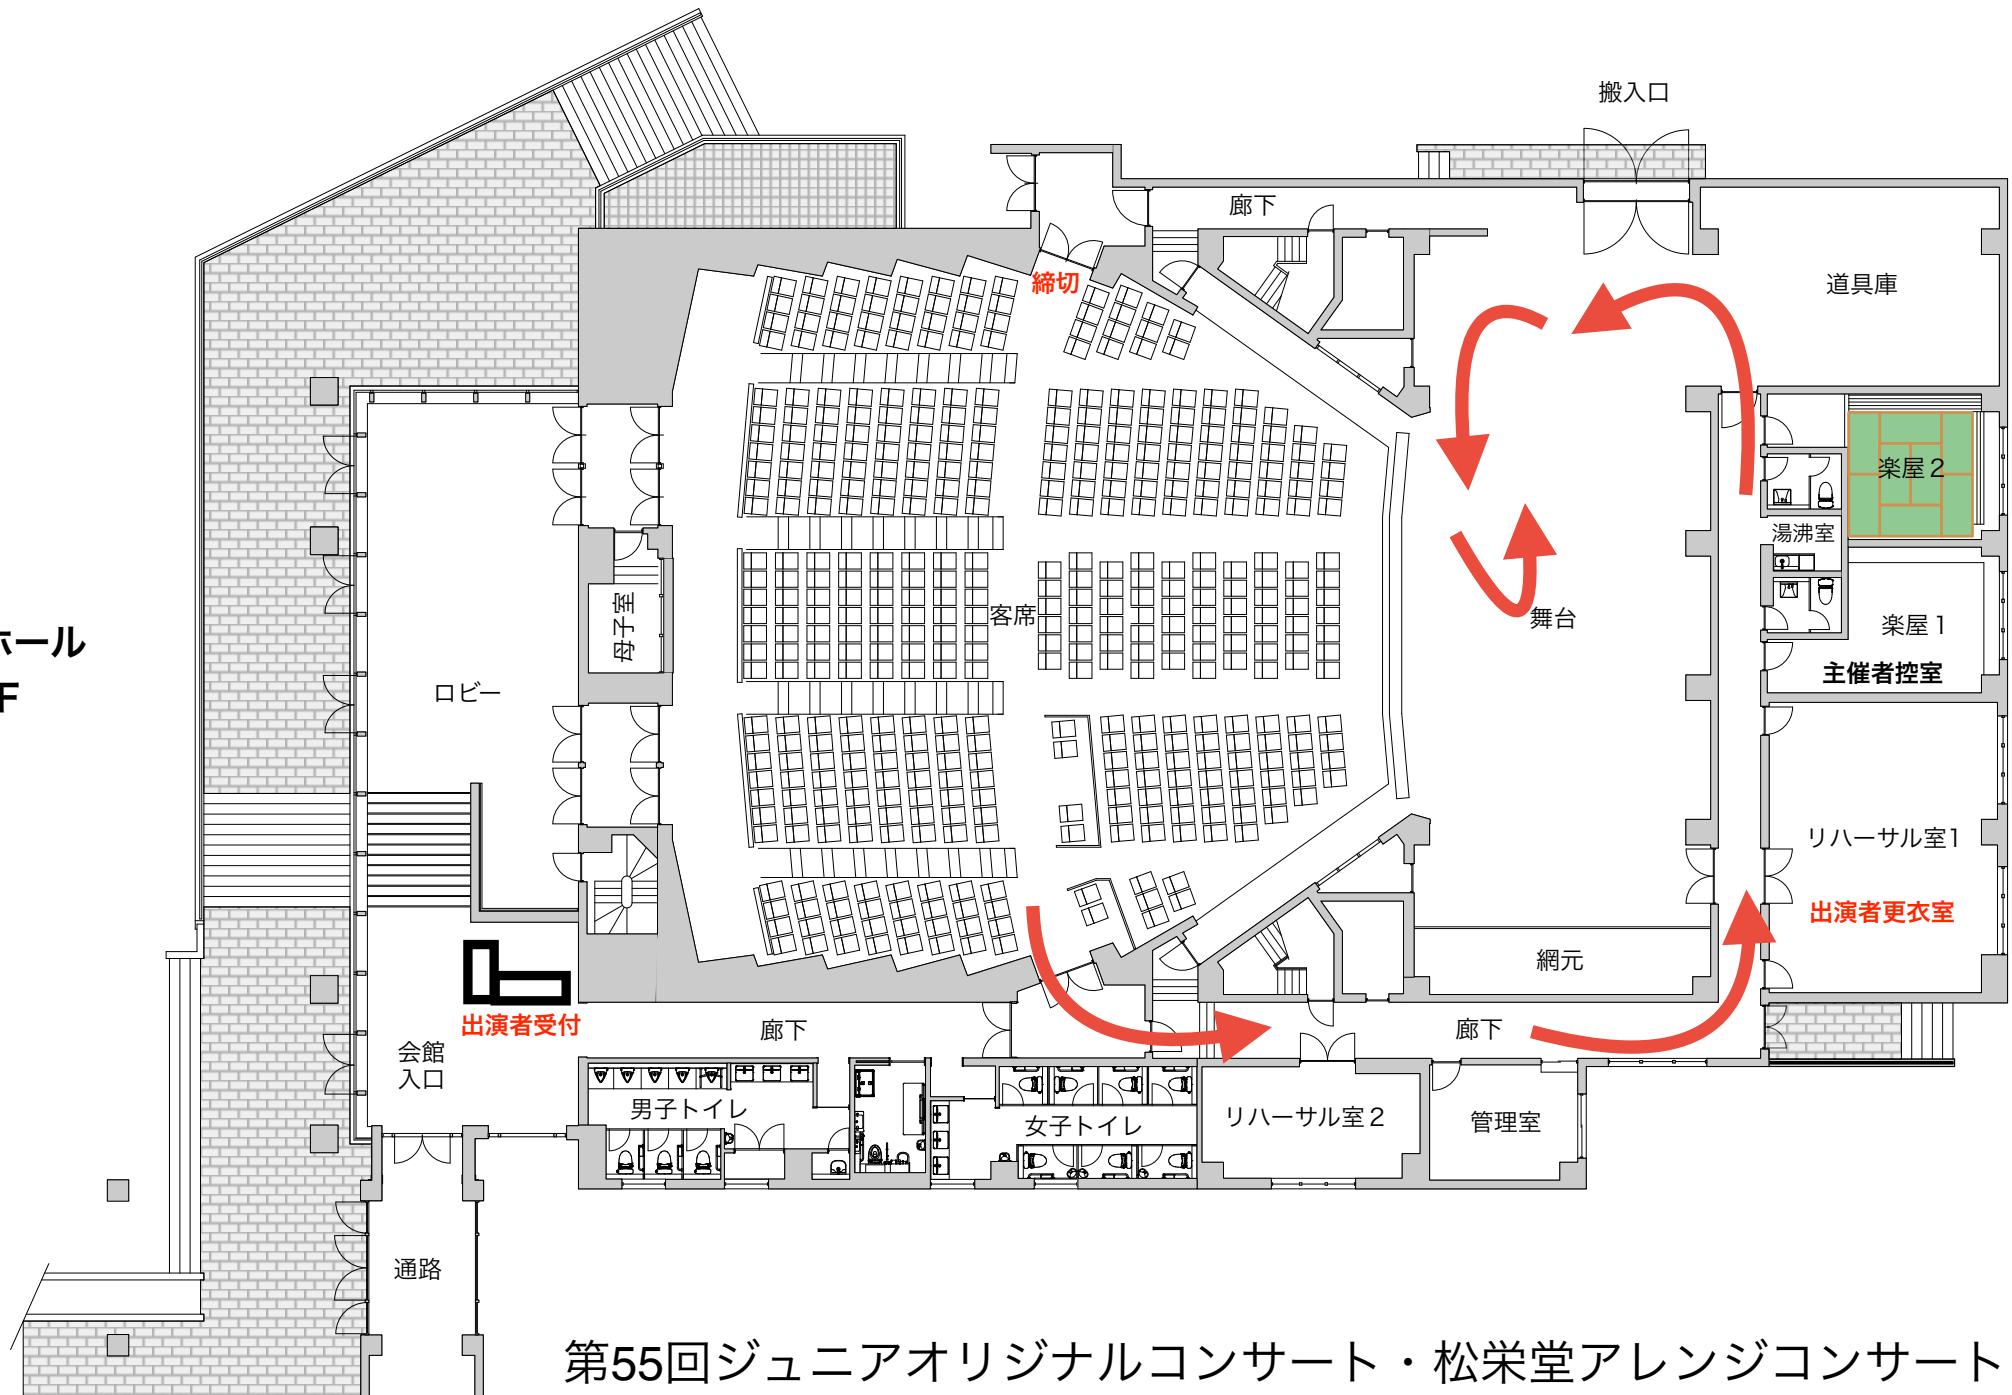 搬入口
廊下
締切
道具庫
楽屋２
湯沸室
母子室
客席
舞台
楽屋１
主催者控室
ホール
F
ロビー
リハーサル室1
出演者更衣室
網元
出演者受付
廊下
廊下
会館
入口
男子トイレ
女子トイレ
リハーサル室２
管理室
通路
第55回ジュニアオリジナルコンサート・松栄堂アレンジコンサート